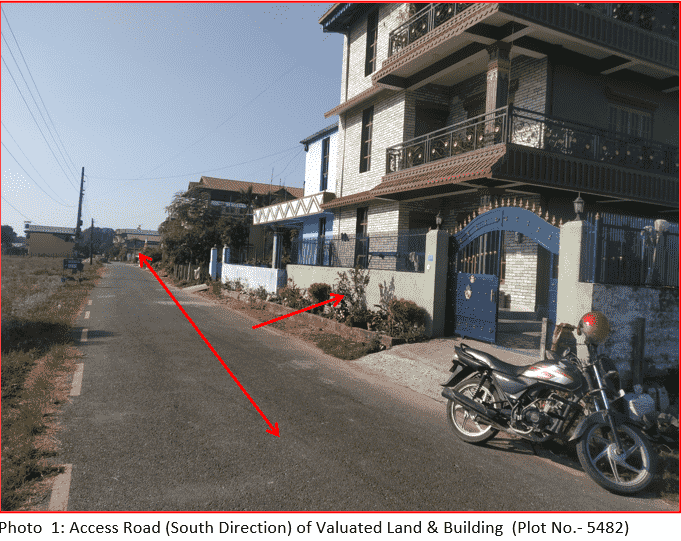 Photo 1: Access Road (South Direction) of Valuated Land & Building (Plot No.- 5482)